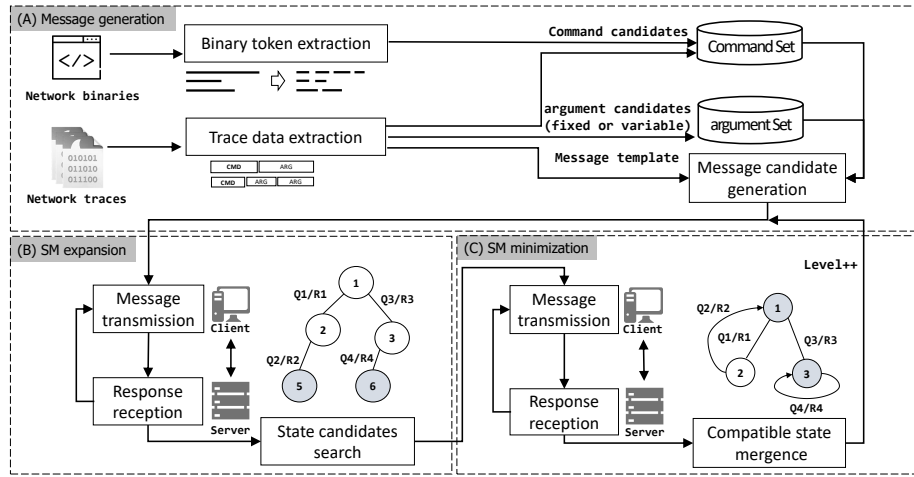 (A) Message generation
</>
Network binaries
Binary token extraction
Command candidates
Command Set
010101
011010
011100
Network traces
Trace data extraction
CMD ARG
CMD ARG ARG
argument candidates
(fixed or variable)
argument Set
Message template
Message candidate
generation
(B) SM expansion
Message
transmission
Client
Response
reception
Server
State candidates
search
1
Q1/R1
Q3/R3
2
3
Q2/R2
Q4/R4
5
6
(C) SM minimization
Level++
Message
transmission
Client
Response
reception
Server
Compatible state
mergence
Q2/R2
1
Q1/R1
Q3/R3
2
3
Q4/R4